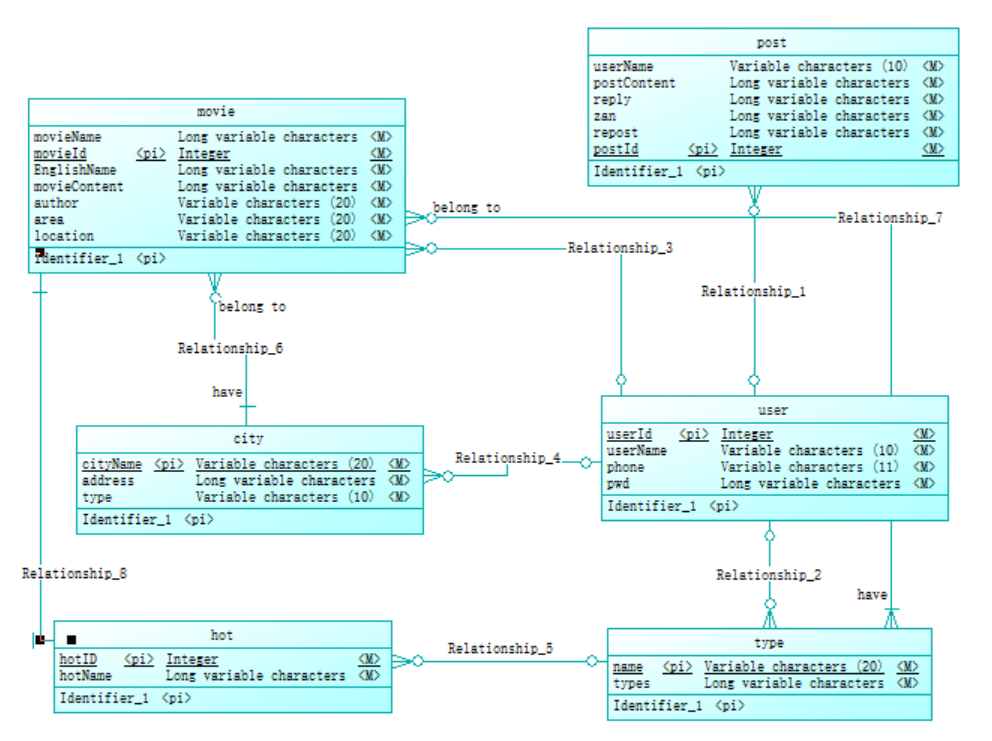 post
userName Variable characters (10) <M>
postContent Long variable characters <M>
reply Long variable characters <M>
zan Long variable characters <M>
repost Long variable characters <M>
postId <pi> Integer <M>
Identifier_1 <pi>
movie
movieName Long variable characters <M>
movieId <pi> Integer <M>
EnglishName Long variable characters <M>
movieContent Long variable characters <M>
author Variable characters (20) <M>
area Variable characters (20) <M>
location Variable characters (20) <M>
Identifier_1 <pi>
belong to
Relationship_7
Relationship_3
Relationship_1
belong to
Relationship_6
have
city
cityName <pi> Variable characters (20) <M>
address Long variable characters <M>
type Variable characters (10) <M>
Identifier_1 <pi>
Relationship_4
user
userId <pi> Integer <M>
userName Variable characters (10) <M>
phone Variable characters (11) <M>
pwd Long variable characters <M>
Identifier_1 <pi>
Relationship_8
Relationship_2
have
hot
hotID <pi> Integer <M>
hotName Long variable characters <M>
Identifier_1 <pi>
Relationship_5
type
name <pi> Variable characters (20) <M>
types Long variable characters <M>
Identifier_1 <pi>